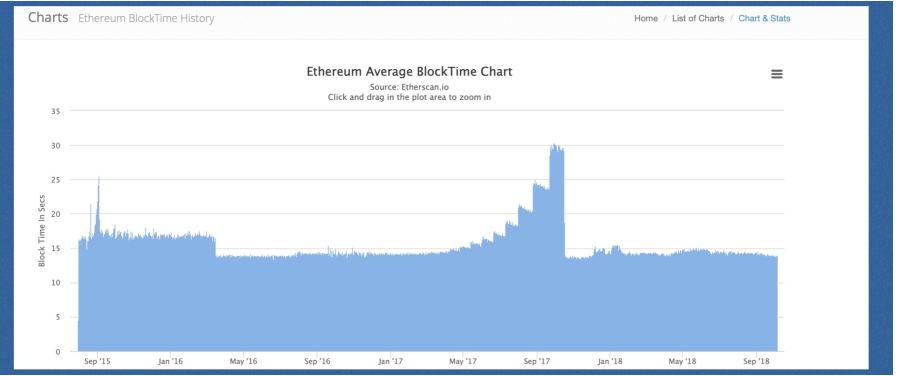 Charts Ethereum BlockTime History
Home / List of Charts / Chart & Stats
Ethereum Average BlockTime Chart
Source: Etherscan.io
Click and drag in the plot area to zoom in
Block Time In Secs
35
30
25
20
15
10
5
0
Sep '15 Jan '16 May '16 Sep '16 Jan '17 May '17 Sep '17 Jan '18 May '18 Sep '18